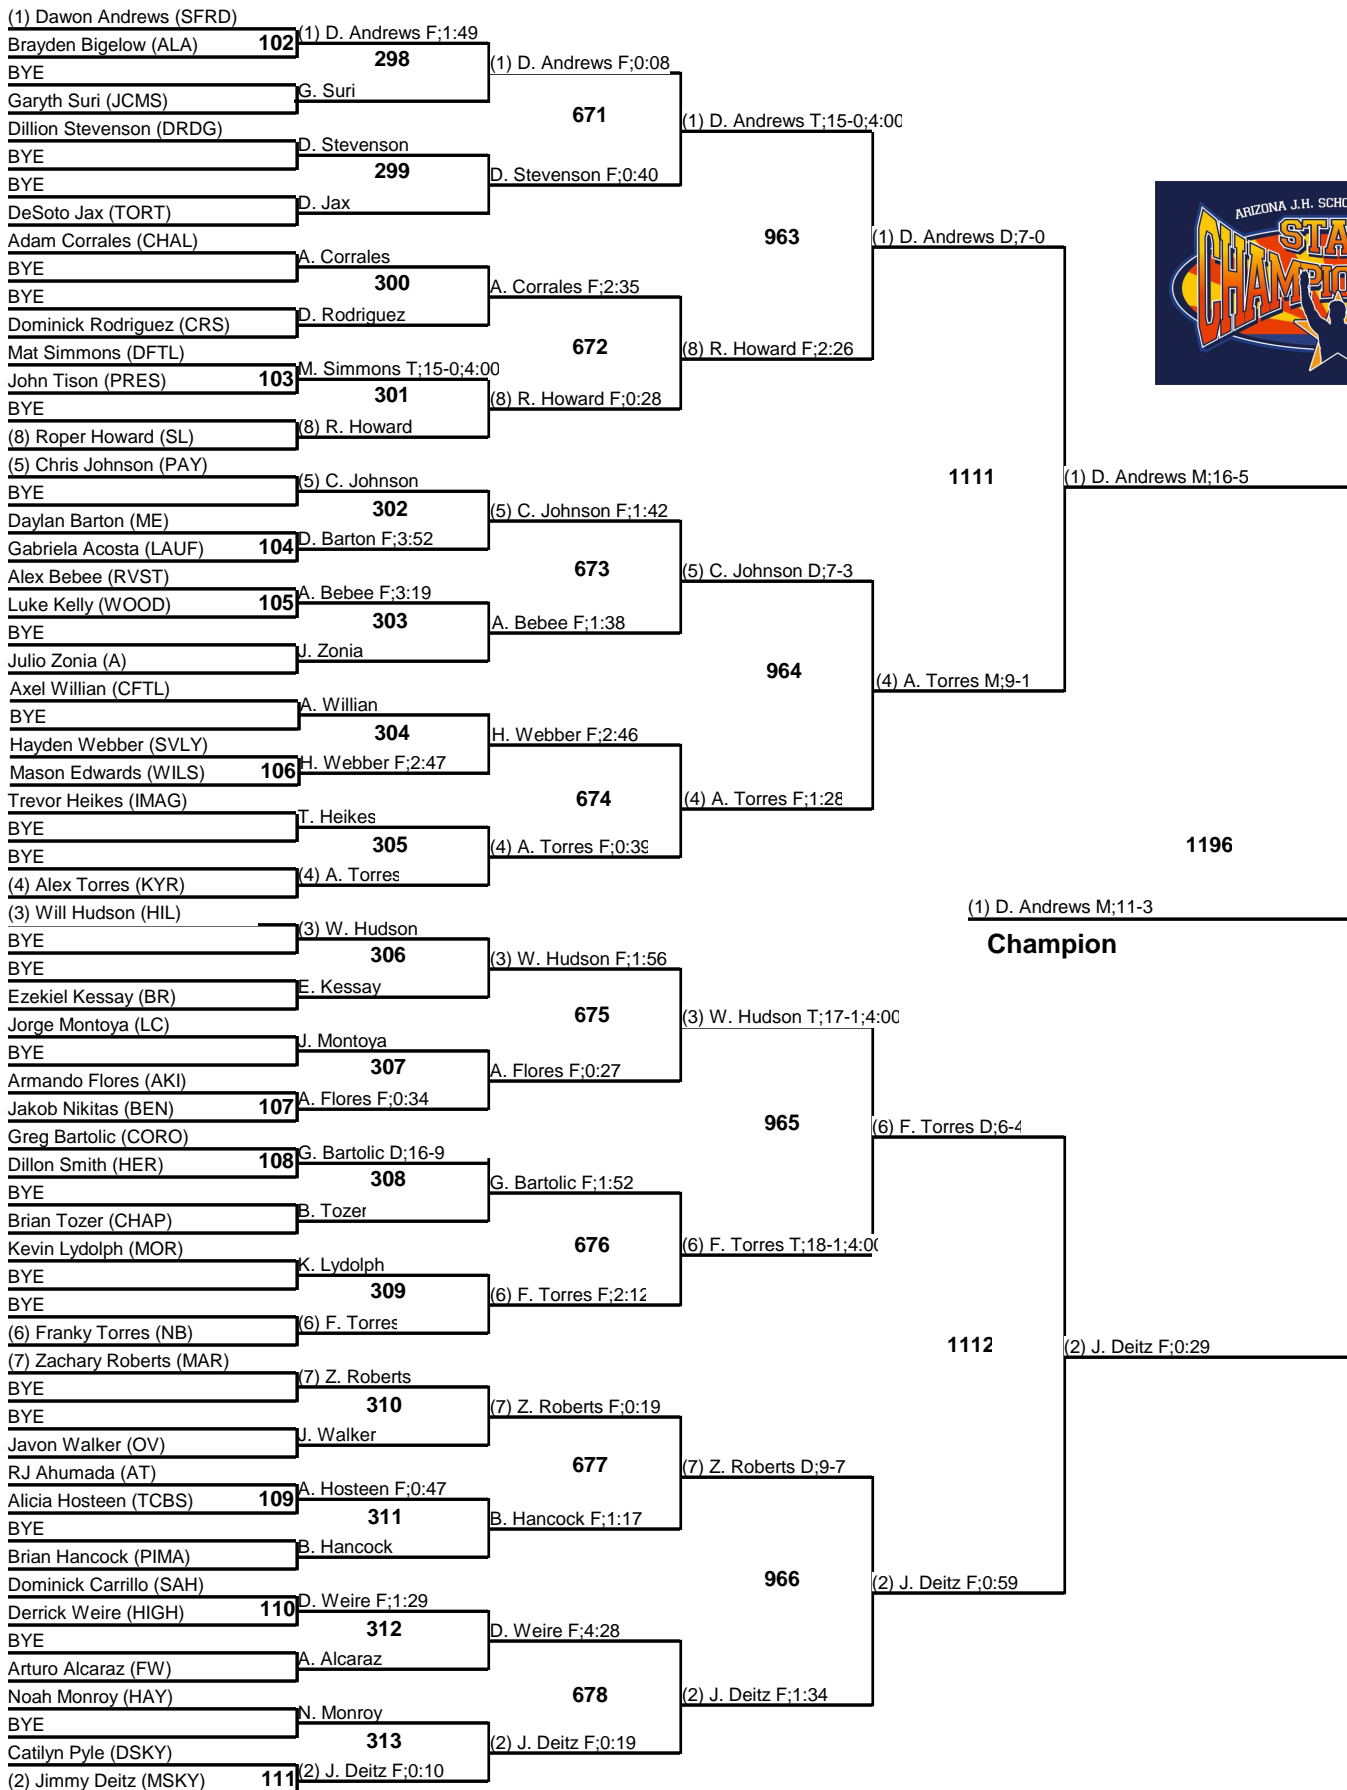 (1) Dawon Andrews (SFRD)
Brayden Bigelow (ALA)
BYE
Garyth Suri (JCMS)
Dillion Stevenson (DRDG)
BYE
BYE
DeSoto Jax (TORT)
Adam Corrales (CHAL)
BYE
BYE
Dominick Rodriguez (CRS)
Mat Simmons (DFTL)
John Tison (PRES)
BYE
(8) Roper Howard (SL)
(5) Chris Johnson (PAY)
BYE
Daylan Barton (ME)
Gabriela Acosta (LAUF)
Alex Bebee (RVST)
Luke Kelly (WOOD)
BYE
Julio Zonia (A)
Axel Willian (CFTL)
BYE
Hayden Webber (SVLY)
Mason Edwards (WILS)
Trevor Heikes (IMAG)
BYE
BYE
(4) Alex Torres (KYR)
(3) Will Hudson (HIL)
BYE
BYE
Ezekiel Kessay (BR)
Jorge Montoya (LC)
BYE
Armando Flores (AKI)
Jakob Nikitas (BEN)
Greg Bartolic (CORO)
Dillon Smith (HER)
BYE
Brian Tozer (CHAP)
Kevin Lydolph (MOR)
BYE
BYE
(6) Franky Torres (NB)
(7) Zachary Roberts (MAR)
BYE
BYE
Javon Walker (OV)
RJ Ahumada (AT)
Alicia Hosteen (TCBS)
BYE
Brian Hancock (PIMA)
Dominick Carrillo (SAH)
Derrick Weire (HIGH)
BYE
Arturo Alcaraz (FW)
Noah Monroy (HAY)
BYE
Catilyn Pyle (DSKY)
(2) Jimmy Deitz (MSKY)
102
103
104
105
106
107
108
109
110
111
(1) D. Andrews F;1:49
298
G. Suri
D. Stevenson
299
D. Jax
A. Corrales
300
D. Rodriguez
M. Simmons T;15-0;4:00
301
(8) R. Howard
(5) C. Johnson
302
D. Barton F;3:52
A. Bebee F;3:19
303
J. Zonia
A. Willian
304
H. Webber F;2:47
T. Heikes
305
(4) A. Torres
(3) W. Hudson
306
E. Kessay
J. Montoya
307
A. Flores F;0:34
G. Bartolic D;16-9
308
B. Tozer
K. Lydolph
309
(6) F. Torres
(7) Z. Roberts
310
J. Walker
A. Hosteen F;0:47
311
B. Hancock
D. Weire F;1:29
312
A. Alcaraz
N. Monroy
313
(2) J. Deitz F;0:10
(1) D. Andrews F;0:08
671
D. Stevenson F;0:40
A. Corrales F;2:35
672
(8) R. Howard F;0:28
(5) C. Johnson F;1:42
673
A. Bebee F;1:38
H. Webber F;2:46
674
(4) A. Torres F;0:39
(3) W. Hudson F;1:56
675
A. Flores F;0:27
G. Bartolic F;1:52
676
(6) F. Torres F;2:12
(7) Z. Roberts F;0:19
677
B. Hancock F;1:17
D. Weire F;4:28
678
(2) J. Deitz F;0:19
(1) D. Andrews T;15-0;4:00
963
(8) R. Howard F;2:26
(5) C. Johnson D;7-3
964
(4) A. Torres F;1:28
(3) W. Hudson T;17-1;4:00
965
(6) F. Torres T;18-1;4:00
(7) Z. Roberts D;9-7
966
(2) J. Deitz F;1:34
(1) D. Andrews D;7-0
1111
(4) A. Torres M;9-1
(6) F. Torres D;6-4
1112
(2) J. Deitz F;0:59
ARIZONA J.H. SCHO
STA
CHAMPIO
(1) D. Andrews M;16-5
1196
(2) J. Deitz F;0:29
(1) D. Andrews M;11-3
Champion